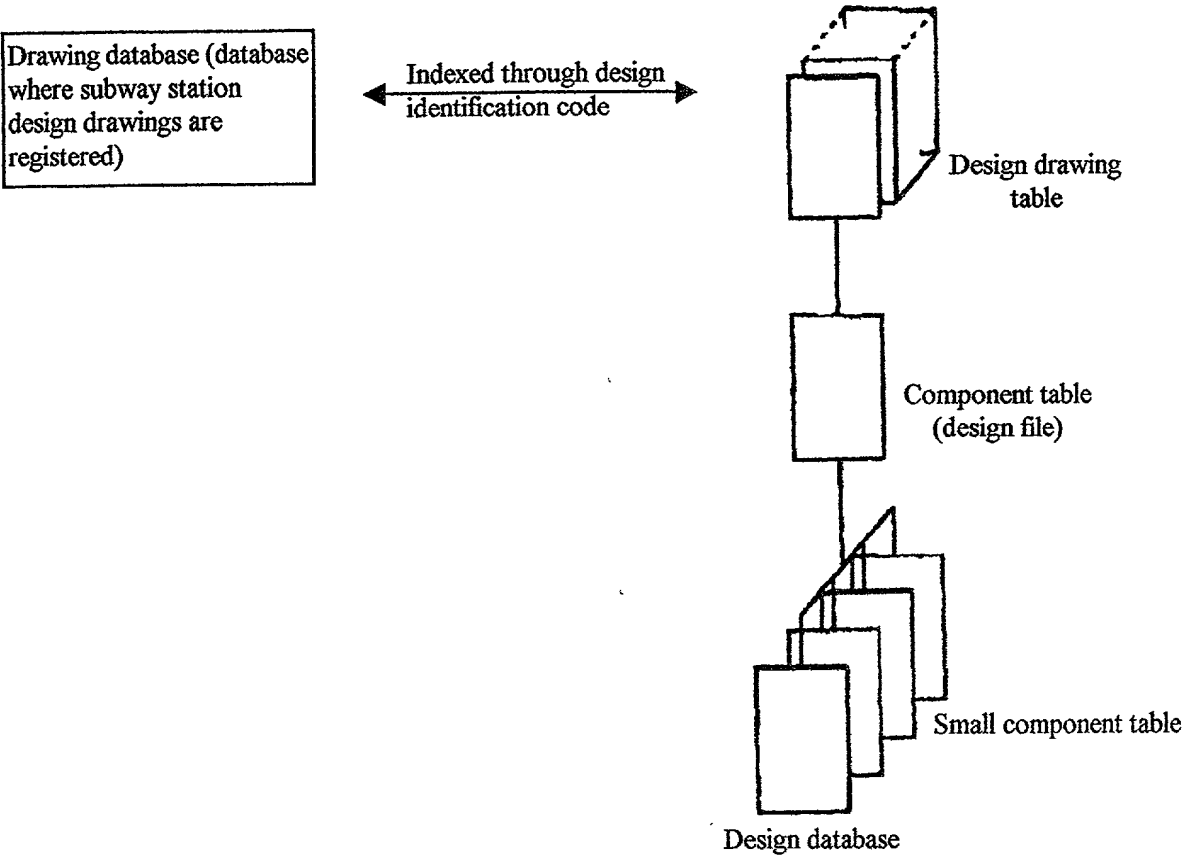 Drawing database (database
where subway station
design drawings are
registered)
Indexed through design
identification code
Design drawing
table
Component table
(design file)
Small component table
Design database